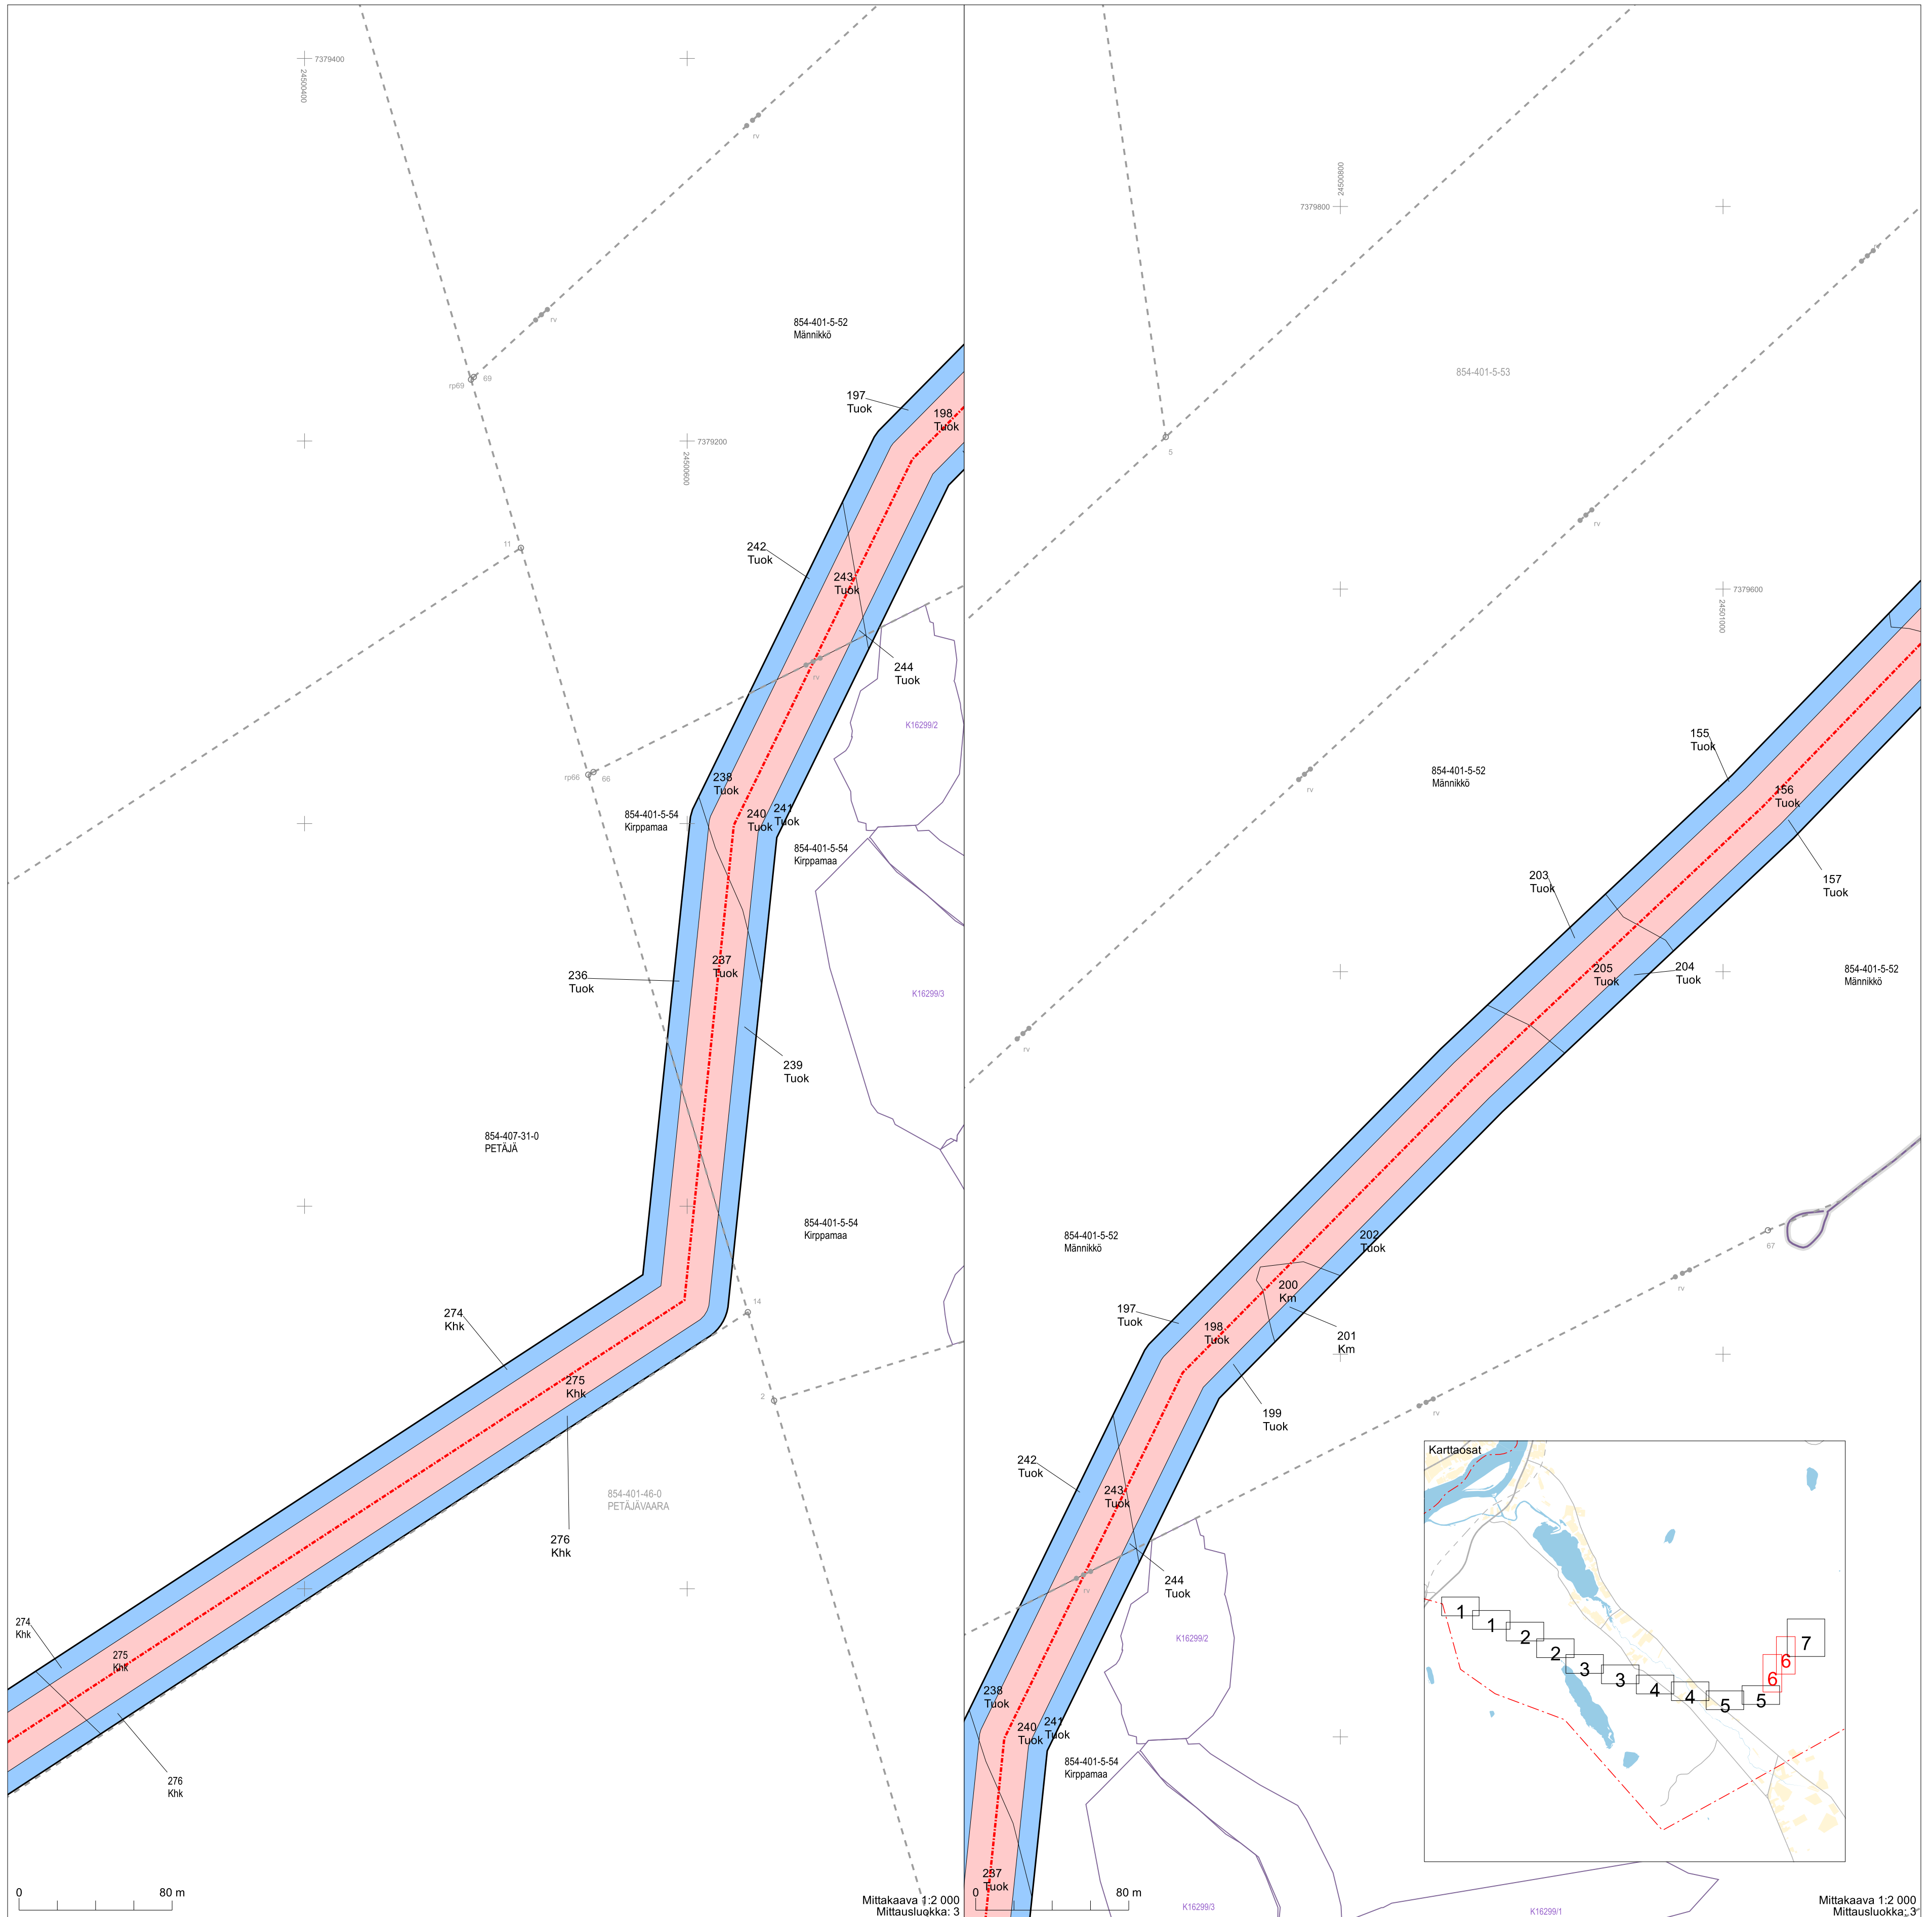 7379400
24500400
rv
rv
854-401-5-52
Männikkö
rp69
69
197
Tuok
198
Tuok
7379200
24500600
11
242
Tuok
243
Tuok
rv
244
Tuok
K16299/2
rp66
66
238
Tuok
854-401-5-54
Kirppamaa
240
Tuok
241
Tuok
854-401-5-54
Kirppamaa
236
Tuok
237
Tuok
K16299/3
239
Tuok
854-407-31-0
PETÄJÄ
854-401-5-54
Kirppamaa
274
Khk
14
275
Khk
2
854-401-46-0
PETÄJÄVAARA
276
Khk
274
Khk
275
Khk
276
Khk
0
80 m
Mittakaava 1:2 000
Mittausluokka: 3
24500800
7379800
854-401-5-53
5
rv
7379600
24501000
155
Tuok
854-401-5-52
Männikkö
156
Tuok
rv
203
Tuok
157
Tuok
205
Tuok
204
Tuok
854-401-5-52
Männikkö
rv
854-401-5-52
Männikkö
202
Tuok
67
rv
200
Km
197
Tuok
198
Tuok
201
Km
199
Tuok
rv
242
Tuok
243
Tuok
rv
244
Tuok
K16299/2
238
Tuok
240
Tuok
241
Tuok
854-401-5-54
Kirppamaa
237
Tuok
K16299/3
K16299/1
Karttaosat
1
1
2
2
3
3
4
4
5
5
6
6
7
0
80 m
Mittakaava 1:2 000
Mittausluokka: 3